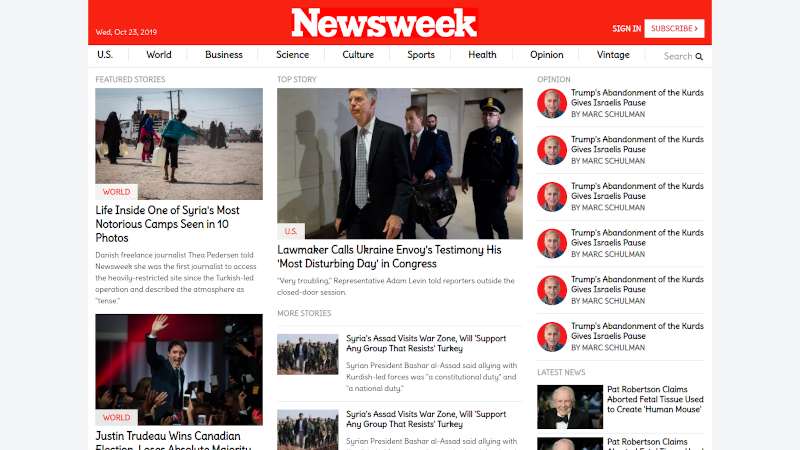 Newsweek
Wed, Oct 23, 2019
SIGN IN
SUBSCRIBE >
U.S.
World
Business
Science
Culture
Sports
Health
Opinion
Vintage
Search
FEATURED STORIES
WORLD
Life Inside One of Syria's Most
Notorious Camps Seen in 10
Photos
Danish freelance journalist Thea Pedersen told
Newsweek she was the first journalist to access
the heavily-restricted site since the Turkish-led
operation and described the atmosphere as
"tense."
WORLD
Justin Trudeau Wins Canadian
Election, Loses Absolute Majority
TOP STORY
U.S.
Lawmaker Calls Ukraine Envoy's Testimony His
'Most Disturbing Day' in Congress
"Very troubling," Representative Adam Levin told reporters outside the
closed-door session.
MORE STORIES
Syria's Assad Visits War Zone, Will 'Support
Any Group That Resists' Turkey
Syrian President Bashar al-Assad said allying with
Kurdish-led forces was "a constitutional duty" and
"a national duty."
Syria's Assad Visits War Zone, Will 'Support
Any Group That Resists' Turkey
Syrian President Bashar al-Assad said allying with
OPINION
Trump's Abandonment of the Kurds
Gives Israelis Pause
BY MARC SCHULMAN
Trump's Abandonment of the Kurds
Gives Israelis Pause
BY MARC SCHULMAN
Trump's Abandonment of the Kurds
Gives Israelis Pause
BY MARC SCHULMAN
Trump's Abandonment of the Kurds
Gives Israelis Pause
BY MARC SCHULMAN
Trump's Abandonment of the Kurds
Gives Israelis Pause
BY MARC SCHULMAN
Trump's Abandonment of the Kurds
Gives Israelis Pause
BY MARC SCHULMAN
LATEST NEWS
Pat Robertson Claims
Aborted Fetal Tissue Used
to Create 'Human Mouse'
Pat Robertson Claims